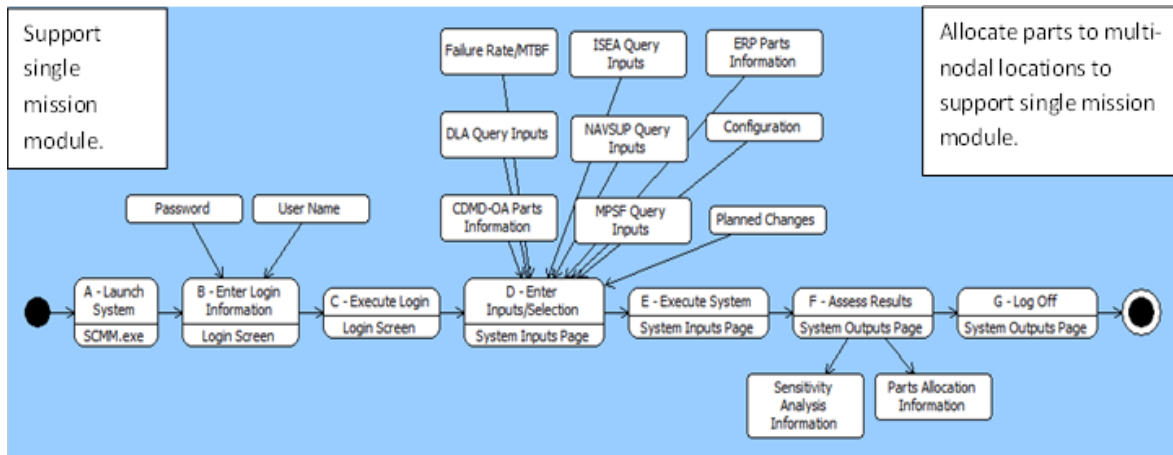 Support
single
mission
module.
Allocate parts to multi-
nodal locations to
support single mission
module.
Failure Rate/MTBF
ISEA Query
Inputs
ERP Parts
Information
DLA Query Inputs
NAVSUP Query
Inputs
Configuration
Password
User Name
CDMD-OA Parts
Information
MPSF Query
Inputs
Planned Changes
A - Launch
System
SCMM.exe
B - Enter Login
Information
Login Screen
C - Execute Login
Login Screen
D - Enter
Inputs/Selection
System Inputs Page
E - Execute System
System Inputs Page
F - Assess Results
System Outputs Page
G - Log Off
System Outputs Page
Sensitivity
Analysis
Information
Parts Allocation
Information